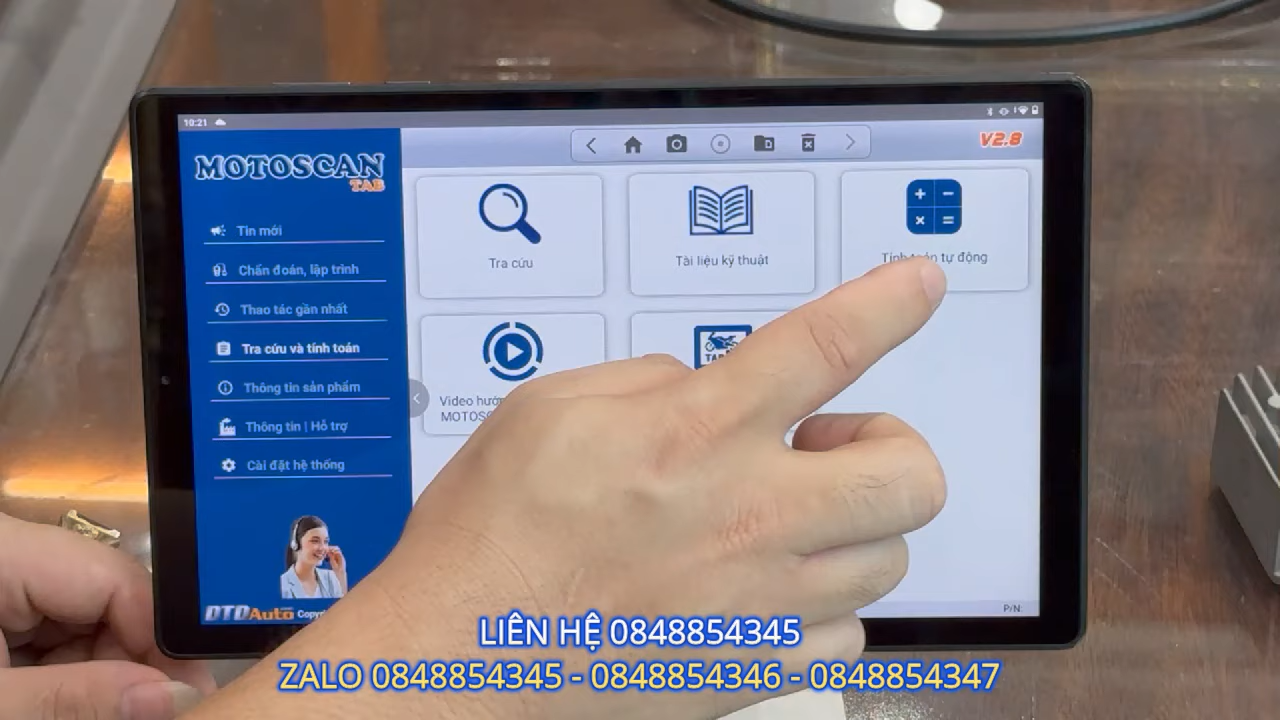 10:21
MOTOSCAN
TAB
V2.8
Tin mới
Chẩn đoán, lập trình
Thao tác gần nhất
Tra cứu và tính toán
Thông tin sản phẩm
Thông tin | Hỗ trợ
Cài đặt hệ thống
Tra cứu
Tài liệu kỹ thuật
Tính toán tự động
Video
MOTOSC
TAB
DTDAuto
P/N:
LIÊN HỆ 0848854345
ZALO 0848854345 - 0848854346 - 0848854347